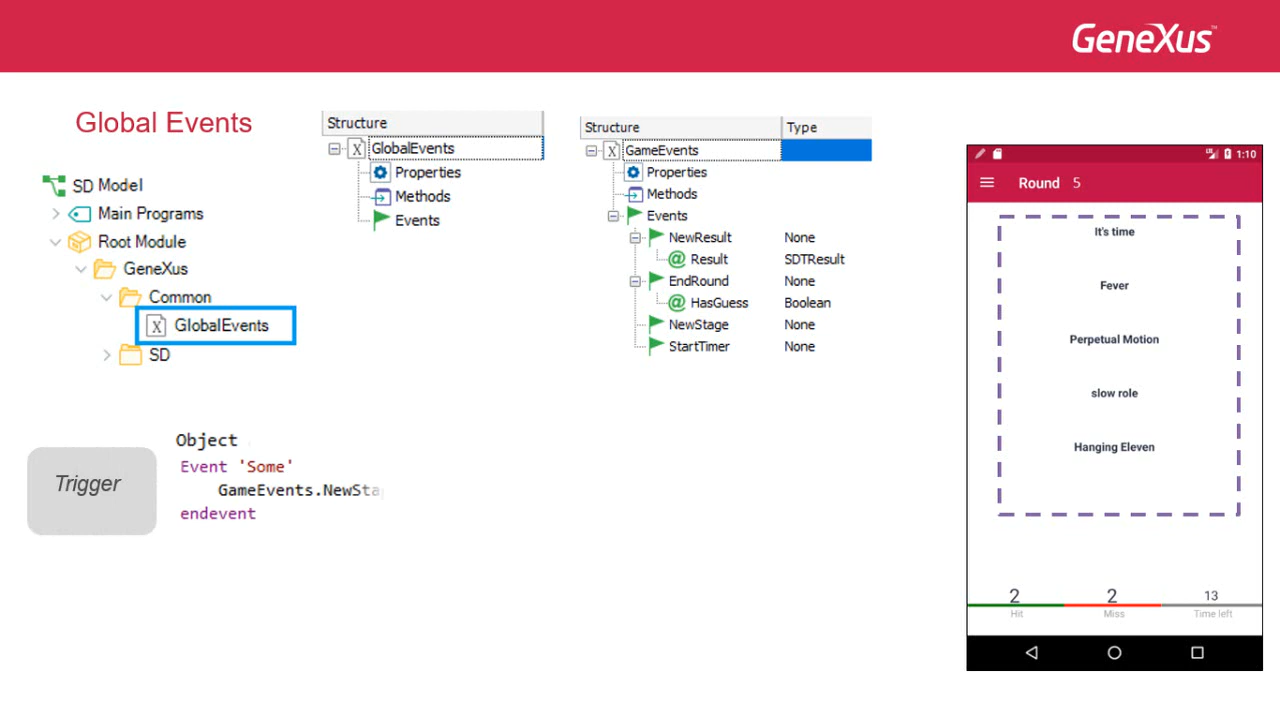 GeneXus™
Global Events
SD Model
Main Programs
Root Module
GeneXus
Common
GlobalEvents
SD
Structure
GlobalEvents
Properties
Methods
Events
Structure Type
GameEvents
Properties
Methods
Events
NewResult None
Result SDTResult
EndRound None
HasGuess Boolean
NewStage None
StartTimer None
1:10
Round 5
It's time
Fever
Perpetual Motion
slow role
Hanging Eleven
2 2 13
Hit Miss Time left
Trigger
Object
Event 'Some'
GameEvents.NewSta
endevent